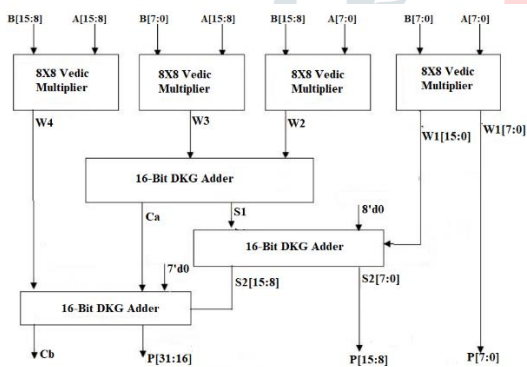 B[15:8] A[15:8] B[7:0] A[15:8] B[15:8] A[7:0] B[7:0] A[7:0]
8X8 Vedic Multiplier
8X8 Vedic Multiplier
8X8 Vedic Multiplier
8X8 Vedic Multiplier
W4 W3 W2 W1[15:0] W1[7:0]
16-Bit DKG Adder
Ca S1 8'd0
16-Bit DKG Adder
7'd0 S2[15:8] S2[7:0]
16-Bit DKG Adder
Cb P[31:16] P[15:8] P[7:0]